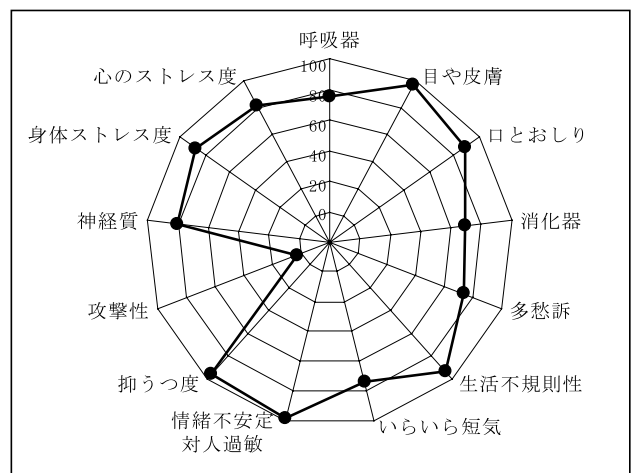 呼吸器
100
80
60
40
20
0
目や皮膚
口とおしり
消化器
多愁訴
生活不規則性
いらいら短気
情緒不安定
対人過敏
抑うつ度
攻撃性
神経質
身体ストレス度
心のストレス度